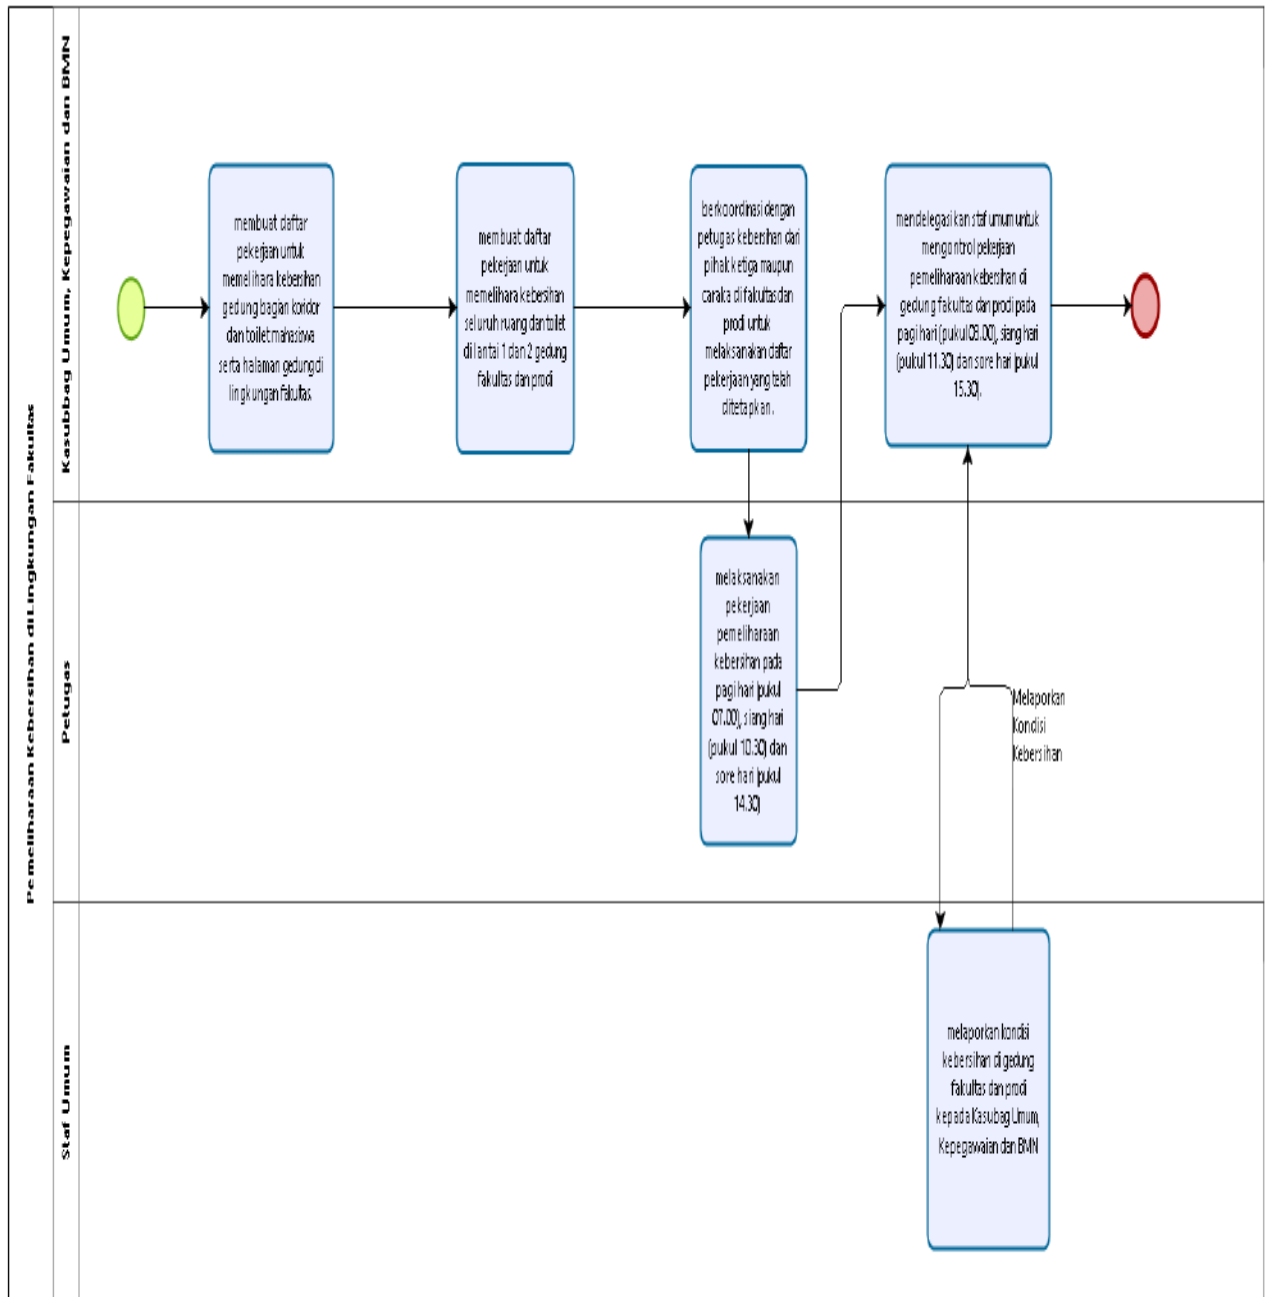 Pemeliharaan Kebersihan di Lingkungan Fakultas
Kasubbag Umum, Kepegawaian dan BMN
membuat daftar
pekerjaan untuk
memelihara kebersihan
gedung bagian koridor
dan toilet mahasiswa
serta halaman gedung di
lingkungan fakultas.
membuat daftar
pekerjaan untuk
memelihara kebersihan
seluruh ruang dan toilet
di lantai 1 dan 2 gedung
fakultas dan prodi
berkoordinasi dengan
petugas kebersihan dari
pihak ketiga maupun
caraka di fakultas dan
prodi untuk
melaksanakan daftar
pekerjaan yang telah
ditetapkan.
mendelegasikan staf umum untuk
mengontrol pekerjaan
pemeliharaan kebersihan di
gedung fakultas dan prodi pada
pagi hari (pukul 08.00), siang hari
(pukul 11.30) dan sore hari (pukul
15.30).
Petugas
melaksanakan
pekerjaan
pemeliharaan
kebersihan pada
pagi hari (pukul
07.00), siang hari
(pukul 10.30) dan
sore hari (pukul
14.30)
Melaporkan
Kondisi
Kebersihan
Staf Umum
melaporkan kondisi
kebersihan di gedung
fakultas dan prodi
kepada Kasubag Umum,
Kepegawaian dan BMN